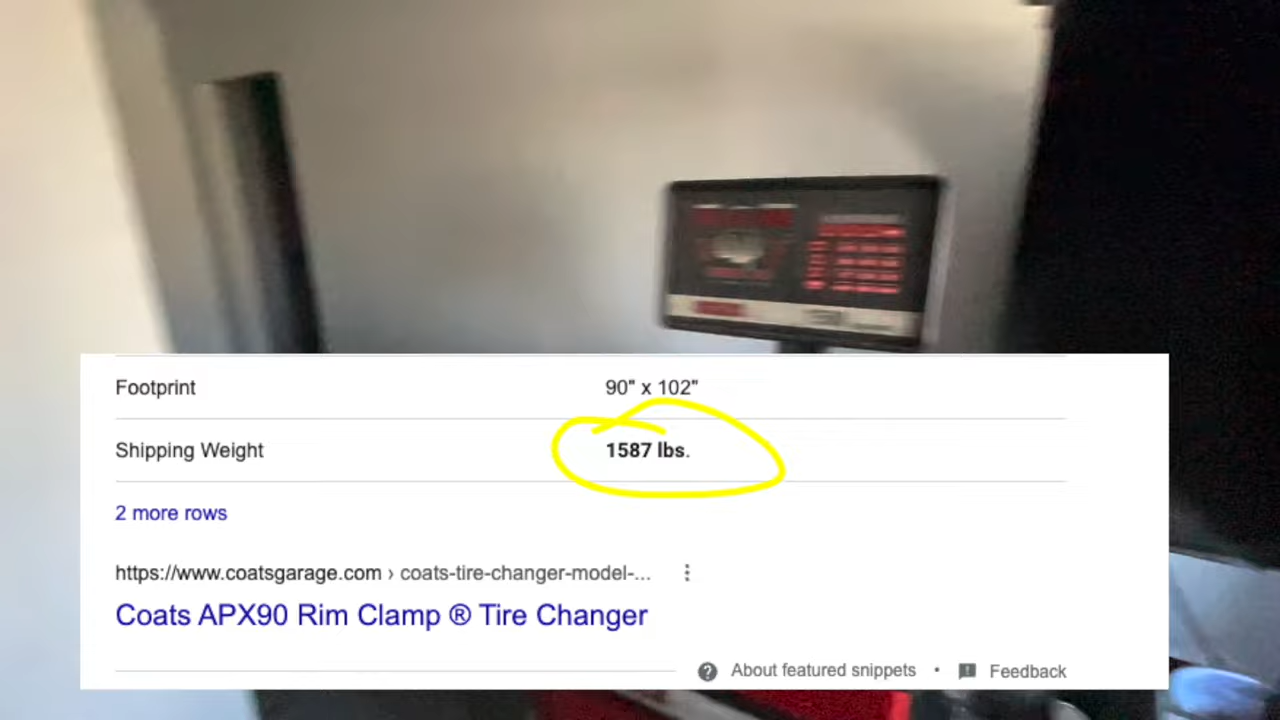 Footprint 90" x 102"
Shipping Weight 1587 lbs.
2 more rows
https://www.coatsgarage.com › coats-tire-changer-model-...
Coats APX90 Rim Clamp ® Tire Changer
About featured snippets • Feedback